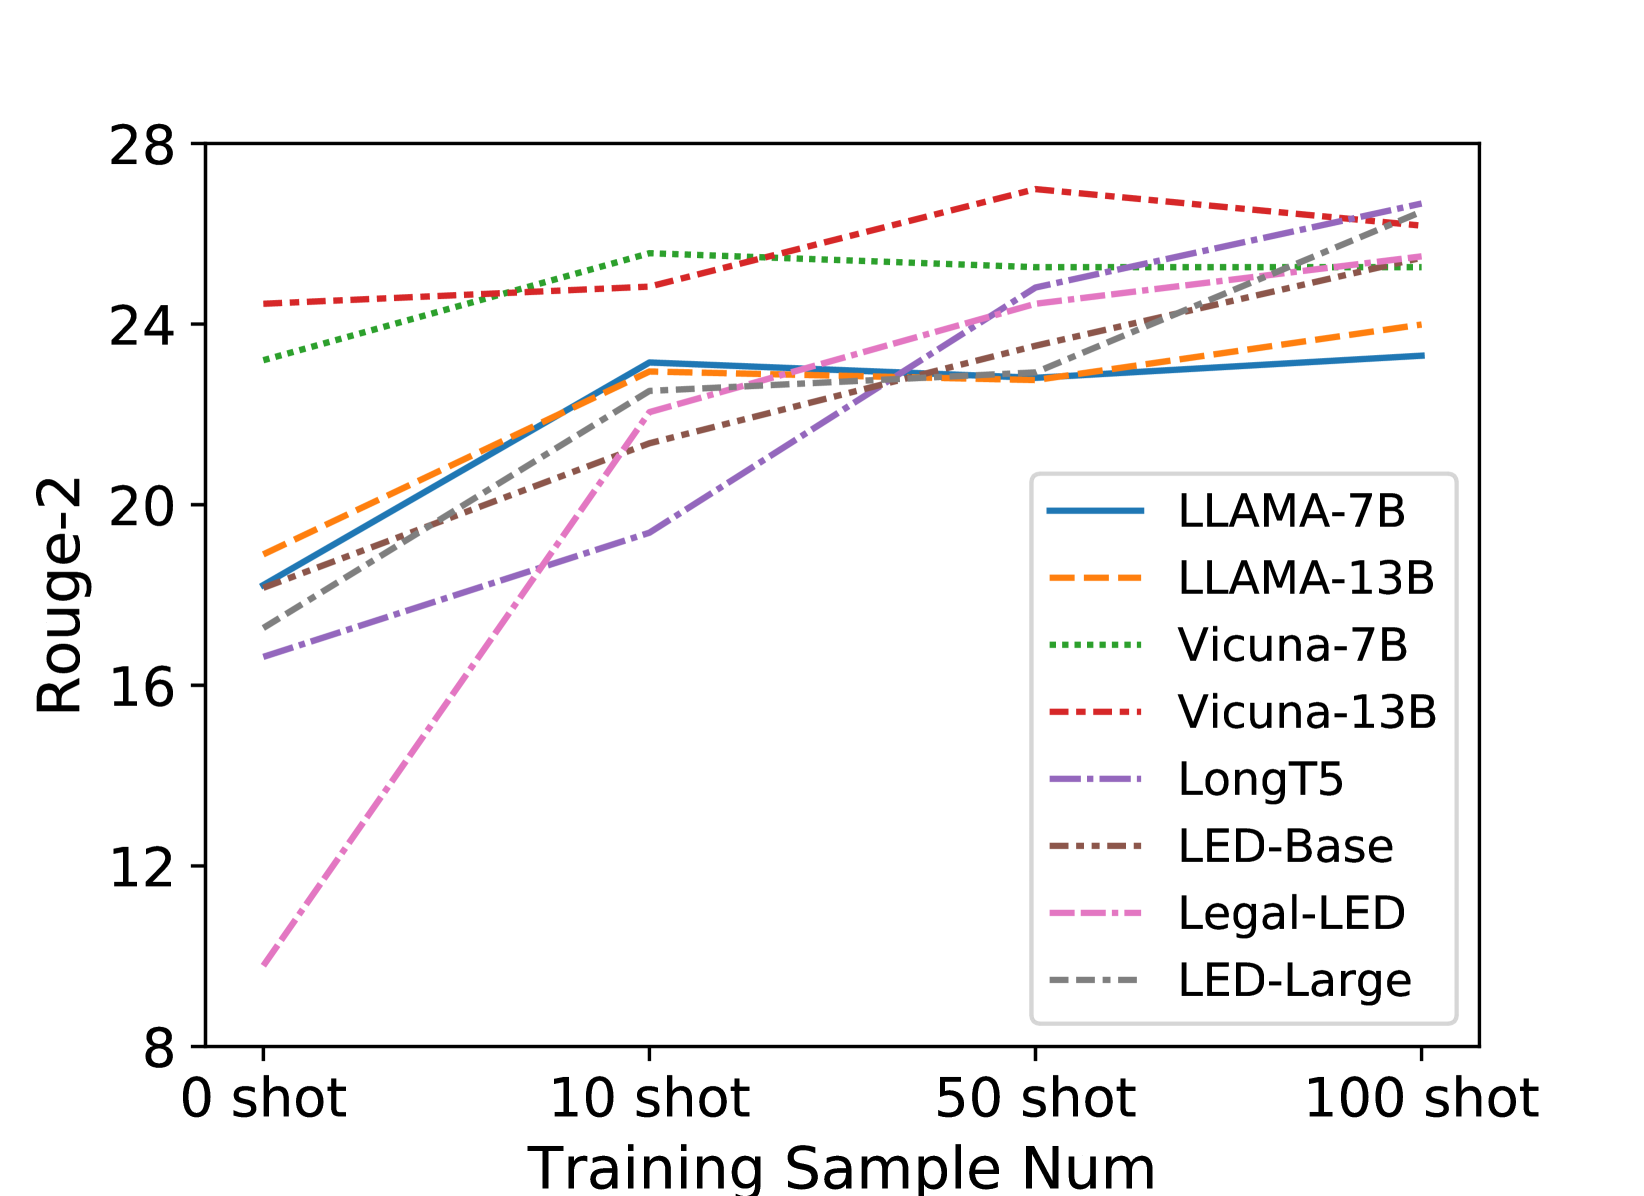 28
24
20
16
12
8
Rouge-2
0 shot
10 shot
50 shot
100 shot
Training Sample Num
LLAMA-7B
LLAMA-13B
Vicuna-7B
Vicuna-13B
LongT5
LED-Base
Legal-LED
LED-Large